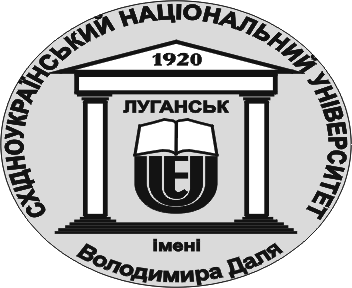 СХІДНОУКРАЇНСЬКИЙ НАЦІОНАЛЬНИЙ УНІВЕРСИТЕТ
1920
ЛУГАНСЬК
імені
Володимира Даля